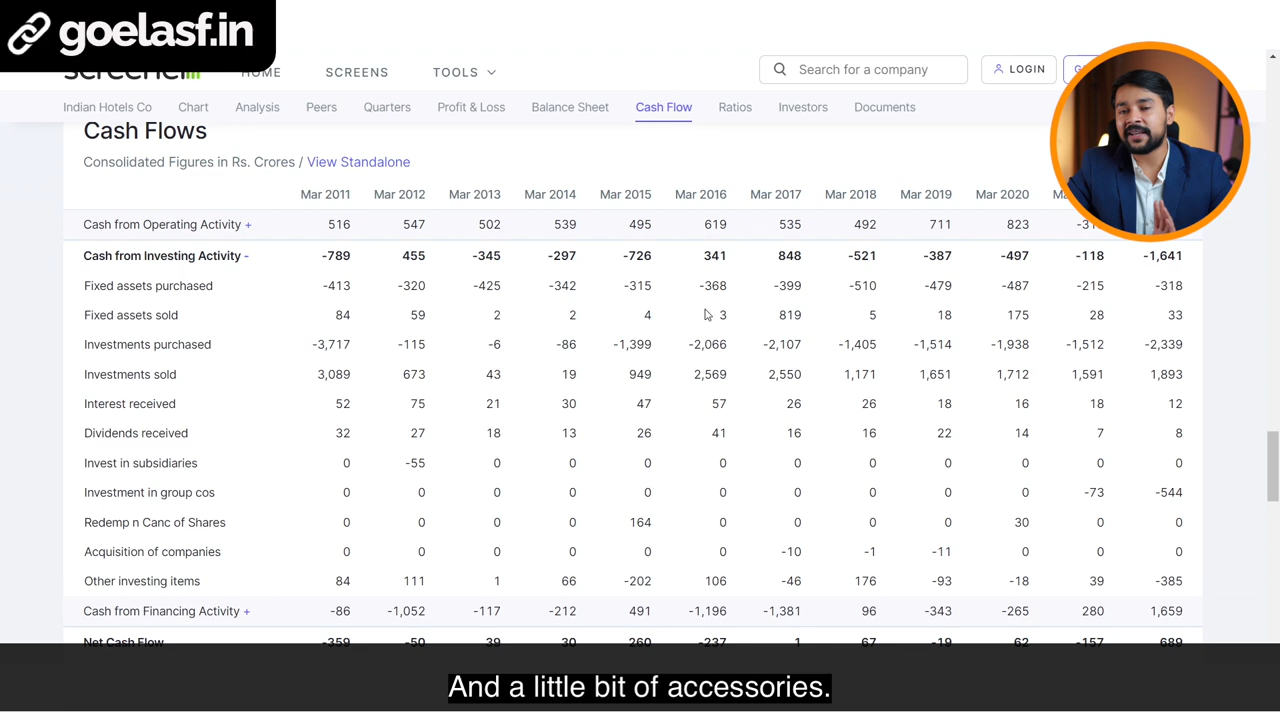 goelasf.in
HOME SCREENS TOOLS Search for a company LOGIN
Indian Hotels Co Chart Analysis Peers Quarters Profit & Loss Balance Sheet Cash Flow Ratios Investors Documents
Cash Flows
Consolidated Figures in Rs. Crores / View Standalone
Mar 2011 Mar 2012 Mar 2013 Mar 2014 Mar 2015 Mar 2016 Mar 2017 Mar 2018 Mar 2019 Mar 2020
Cash from Operating Activity + 516 547 502 539 495 619 535 492 711 823
Cash from Investing Activity - -789 455 -345 -297 -726 341 848 -521 -387 -497 -118 -1,641
Fixed assets purchased -413 -320 -425 -342 -315 -368 -399 -510 -479 -487 -215 -318
Fixed assets sold 84 59 2 2 4 3 819 5 18 175 28 33
Investments purchased -3,717 -115 -6 -86 -1,399 -2,066 -2,107 -1,405 -1,514 -1,938 -1,512 -2,339
Investments sold 3,089 673 43 19 949 2,569 2,550 1,171 1,651 1,712 1,591 1,893
Interest received 52 75 21 30 47 57 26 26 18 16 18 12
Dividends received 32 27 18 13 26 41 16 16 22 14 7 8
Invest in subsidiaries 0 -55 0 0 0 0 0 0 0 0 0 0
Investment in group cos 0 0 0 0 0 0 0 0 0 0 -73 -544
Redemp n Canc of Shares 0 0 0 0 164 0 0 0 0 30 0 0
Acquisition of companies 0 0 0 0 0 0 -10 -1 -11 0 0 0
Other investing items 84 111 1 66 -202 106 -46 176 -93 -18 39 -385
Cash from Financing Activity + -86 -1,052 -117 -212 491 -1,196 -1,381 96 -343 -265 280 1,659
Net Cash Flow -359 -50 39 30 260 -237 1 67 -19 62 -157 689
And a little bit of accessories.